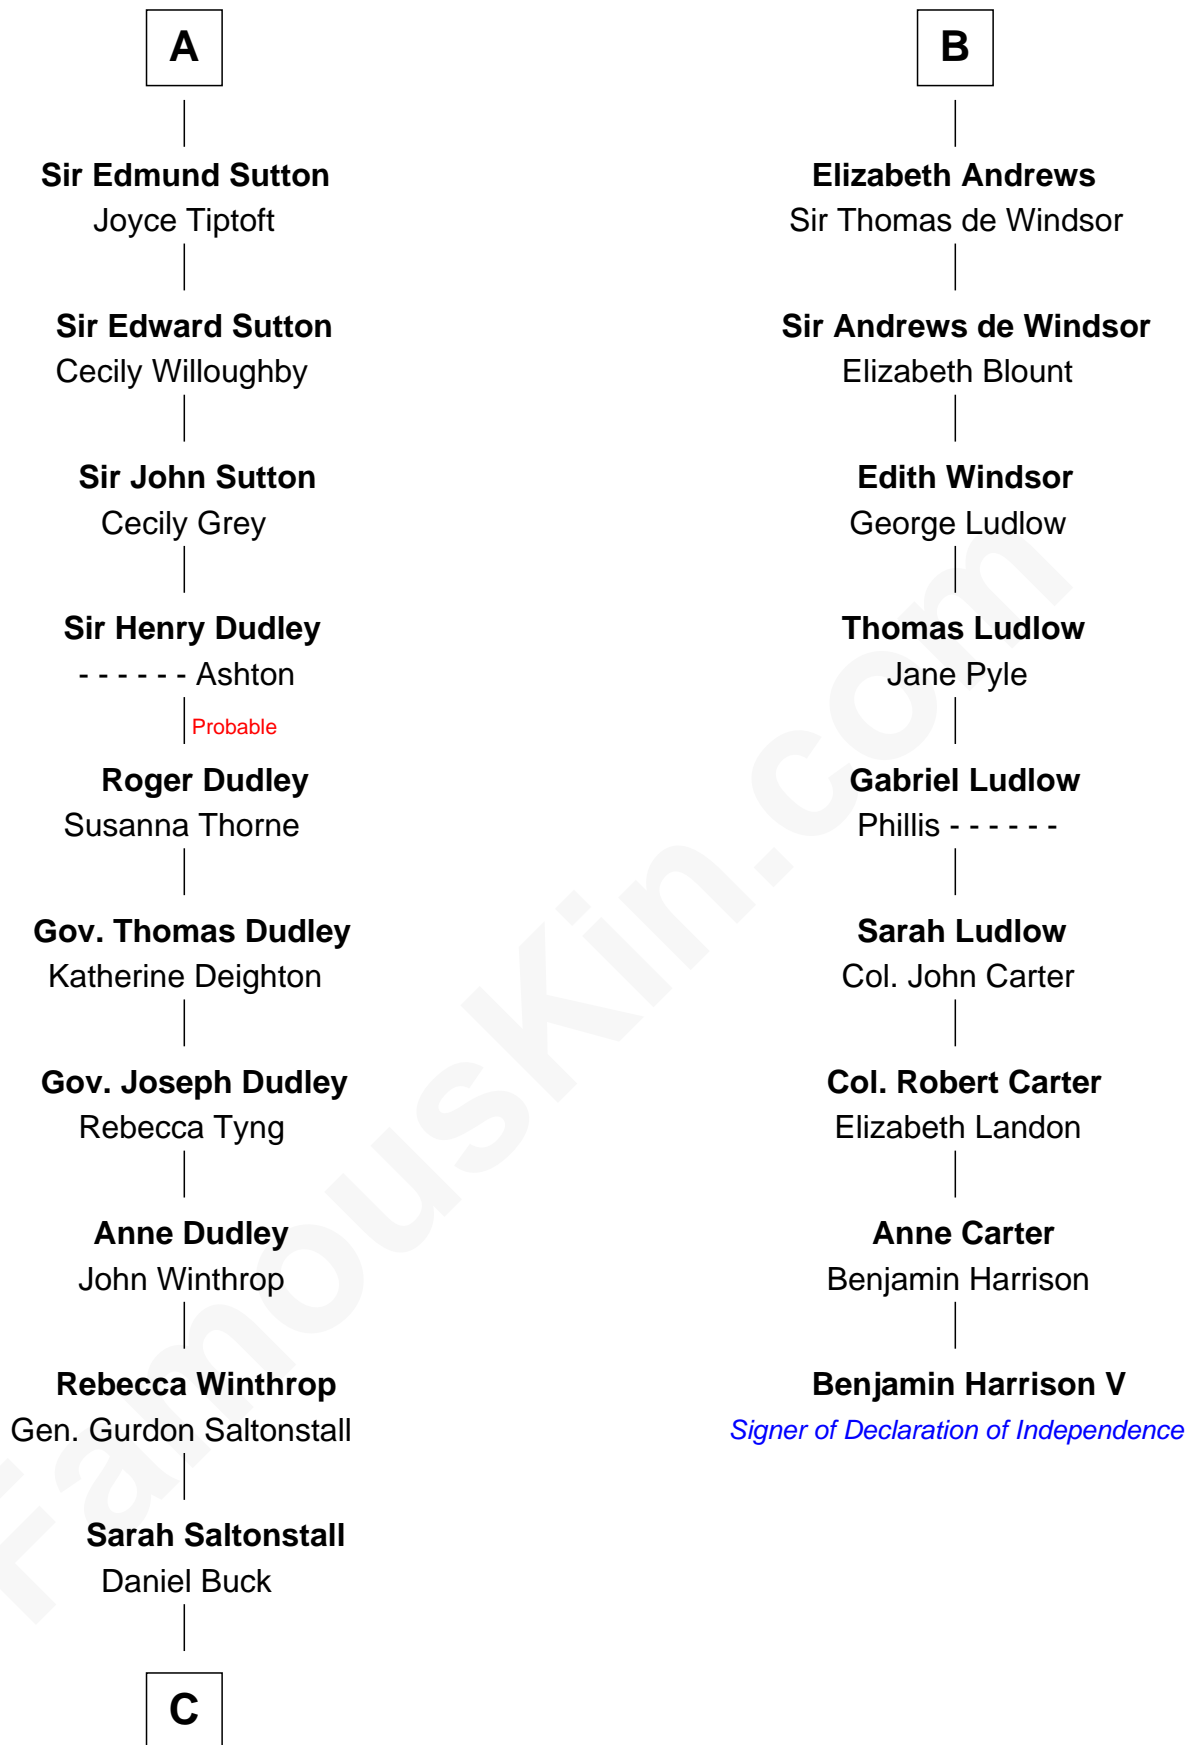 A
Sir Edmund Sutton
Joyce Tiptoft
Sir Edward Sutton
Cecily Willoughby
Sir John Sutton
Cecily Grey
Sir Henry Dudley
- - - - - - Ashton
Probable
Roger Dudley
Susanna Thorne
Gov. Thomas Dudley
Katherine Deighton
Gov. Joseph Dudley
Rebecca Tyng
Anne Dudley
John Winthrop
Rebecca Winthrop
Gen. Gurdon Saltonstall
Sarah Saltonstall
Daniel Buck
C
B
Elizabeth Andrews
Sir Thomas de Windsor
Sir Andrews de Windsor
Elizabeth Blount
Edith Windsor
George Ludlow
Thomas Ludlow
Jane Pyle
Gabriel Ludlow
Phillis - - - - - -
Sarah Ludlow
Col. John Carter
Col. Robert Carter
Elizabeth Landon
Anne Carter
Benjamin Harrison
Benjamin Harrison V
Signer of Declaration of Independence
FamousKin.com